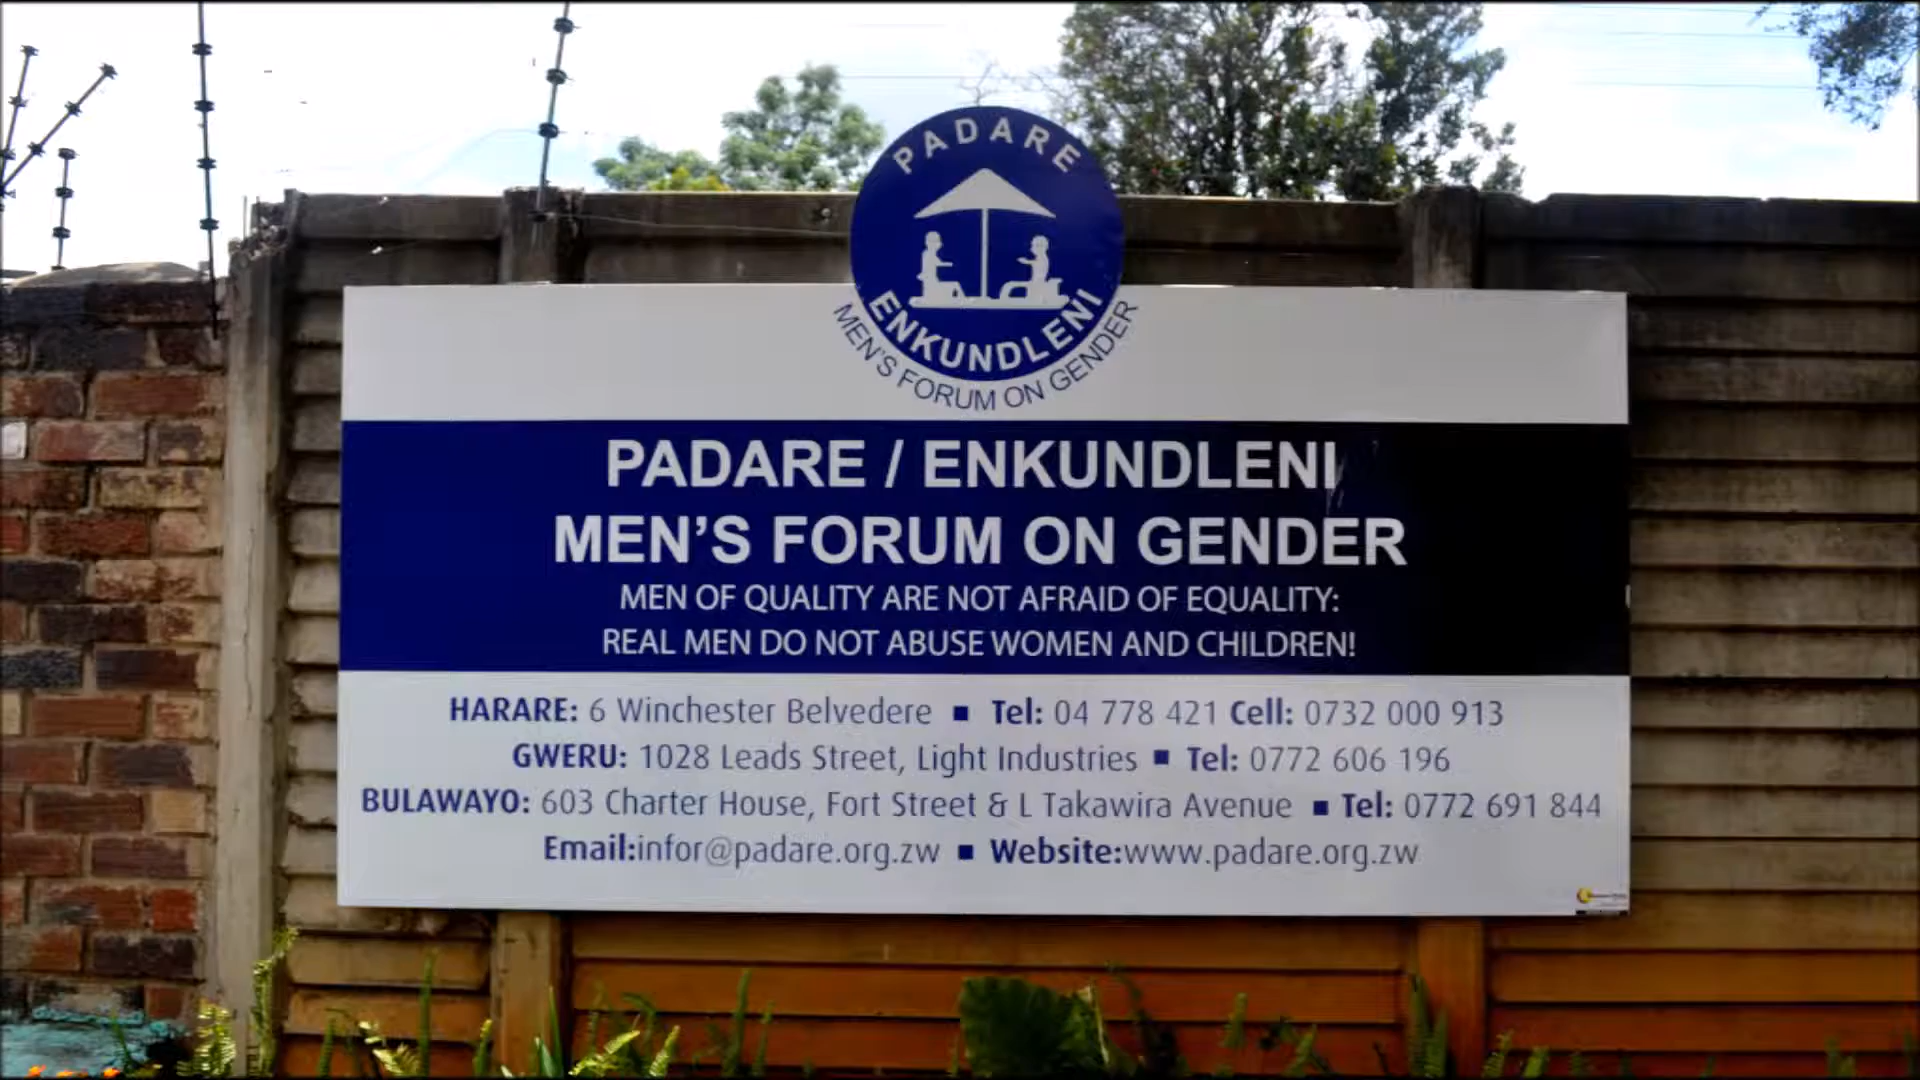 PADARE
ENKUNDLENI
MEN'S FORUM ON GENDER
PADARE / ENKUNDLENI
MEN'S FORUM ON GENDER
MEN OF QUALITY ARE NOT AFRAID OF EQUALITY:
REAL MEN DO NOT ABUSE WOMEN AND CHILDREN!
HARARE: 6 Winchester Belvedere ▪ Tel: 04 778 421 Cell: 0732 000 913
GWERU: 1028 Leads Street, Light Industries ▪ Tel: 0772 606 196
BULAWAYO: 603 Charter House, Fort Street & L Takawira Avenue ▪ Tel: 0772 691 844
Email:infor@padare.org.zw ▪ Website:www.padare.org.zw